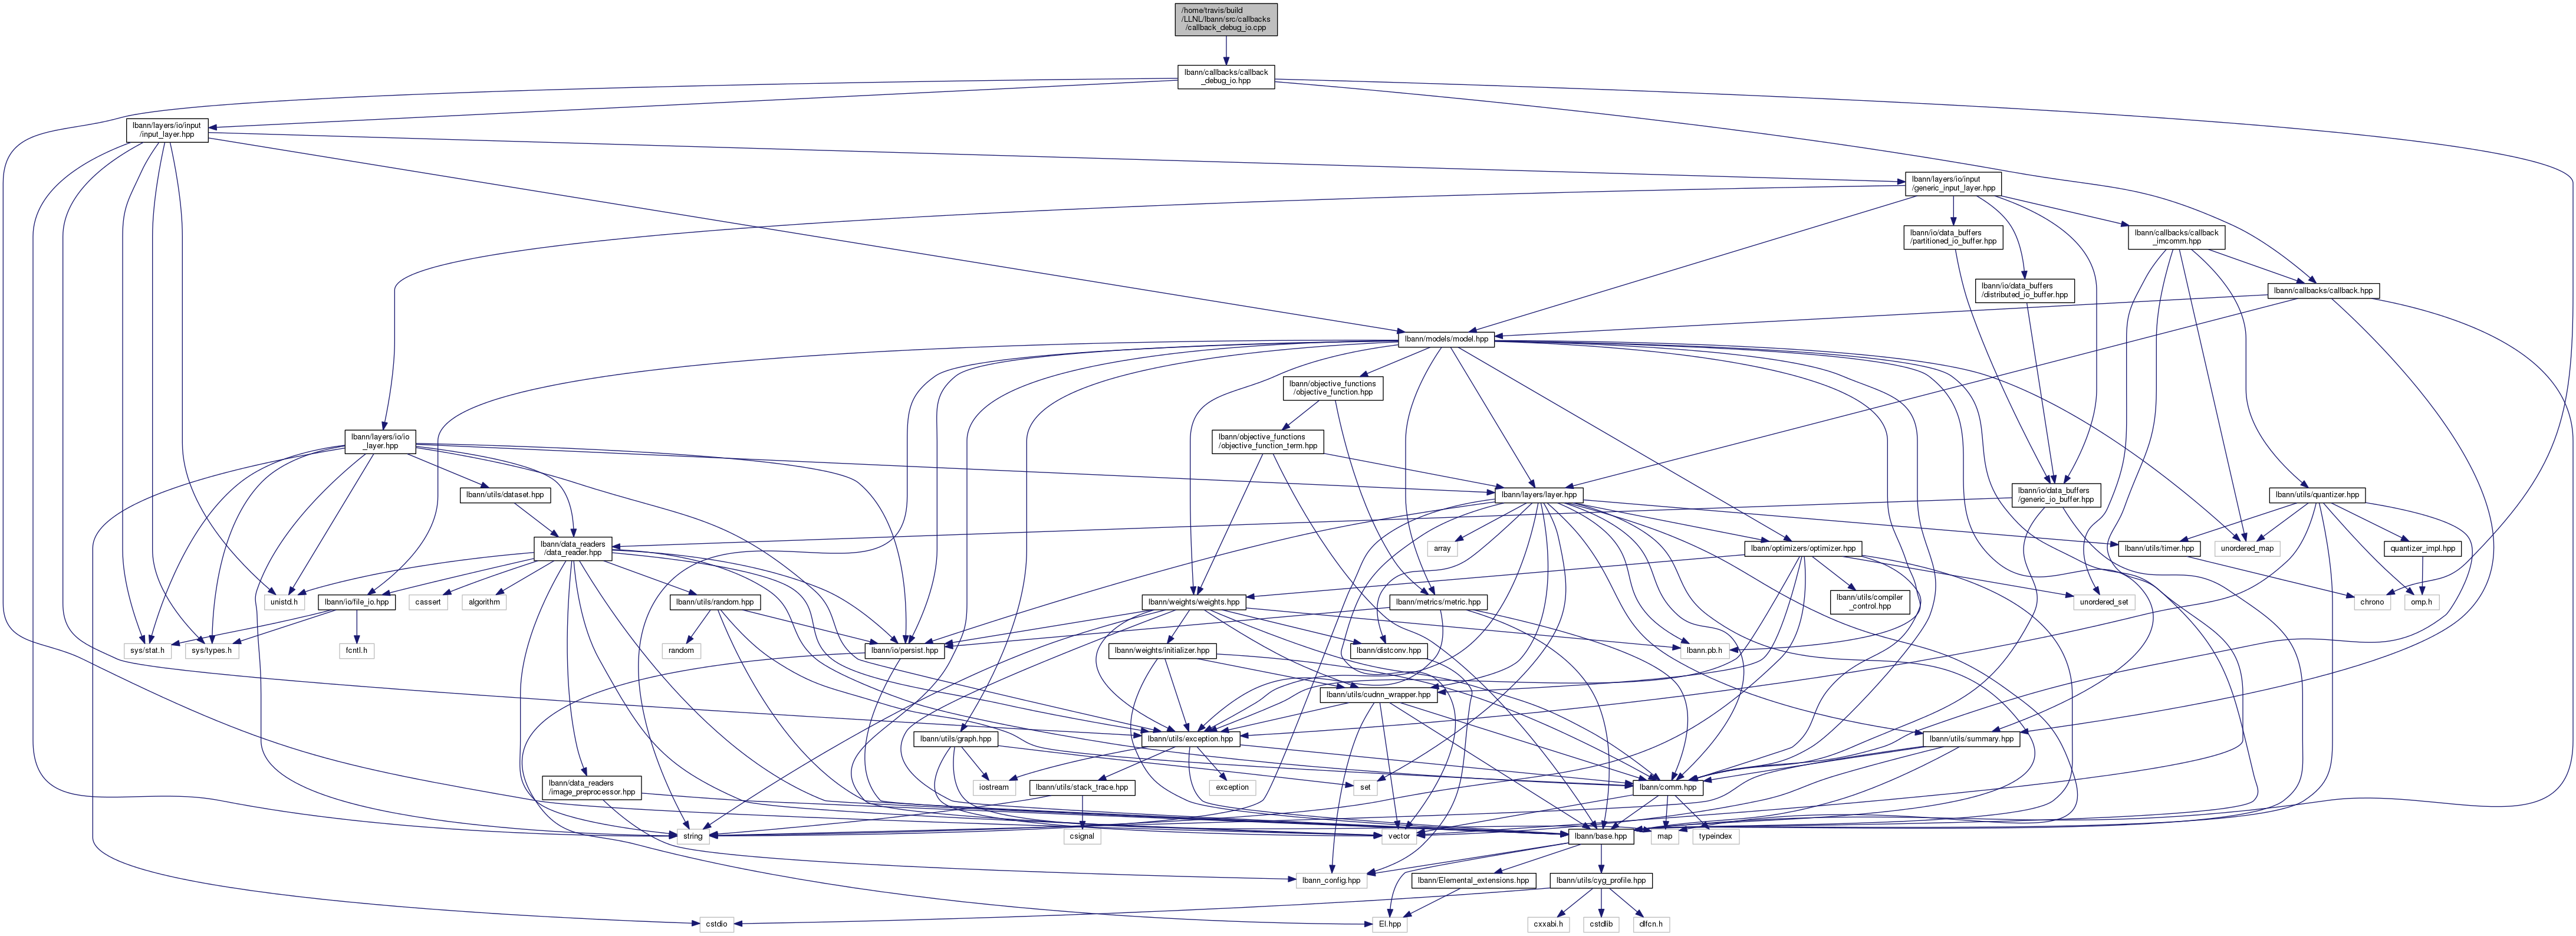 /home/travis/build
/LLNL/lbann/src/callbacks
/callback_debug_io.cpp
lbann/callbacks/callback
_debug_io.hpp
lbann/layers/io/input
/input_layer.hpp
lbann/layers/io/input
/generic_input_layer.hpp
lbann/io/data_buffers
/partitioned_io_buffer.hpp
lbann/callbacks/callback
_imcomm.hpp
lbann/io/data_buffers
/distributed_io_buffer.hpp
lbann/callbacks/callback.hpp
lbann/models/model.hpp
lbann/objective_functions
/objective_function.hpp
lbann/layers/io/io
_layer.hpp
lbann/objective_functions
/objective_function_term.hpp
lbann/utils/dataset.hpp
lbann/layers/layer.hpp
lbann/io/data_buffers
/generic_io_buffer.hpp
lbann/utils/quantizer.hpp
lbann/data_readers
/data_reader.hpp
array
lbann/optimizers/optimizer.hpp
lbann/utils/timer.hpp
unordered_map
quantizer_impl.hpp
unistd.h
lbann/io/file_io.hpp
cassert
algorithm
lbann/utils/random.hpp
lbann/weights/weights.hpp
lbann/metrics/metric.hpp
lbann/utils/compiler
_control.hpp
unordered_set
chrono
omp.h
sys/stat.h
sys/types.h
fcntl.h
random
lbann/io/persist.hpp
lbann/weights/initializer.hpp
lbann/distconv.hpp
lbann.pb.h
lbann/utils/cudnn_wrapper.hpp
lbann/utils/graph.hpp
lbann/utils/exception.hpp
lbann/utils/summary.hpp
lbann/data_readers
/image_preprocessor.hpp
iostream
lbann/utils/stack_trace.hpp
exception
set
lbann/comm.hpp
string
csignal
vector
lbann/base.hpp
map
typeindex
lbann_config.hpp
lbann/Elemental_extensions.hpp
lbann/utils/cyg_profile.hpp
cstdio
El.hpp
cxxabi.h
cstdlib
dlfcn.h